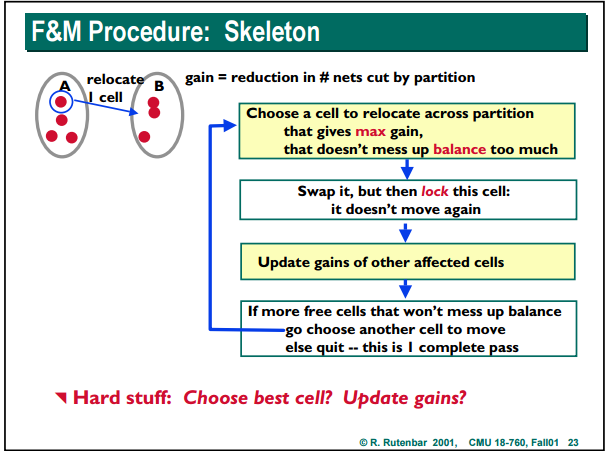 F&M Procedure: Skeleton
A
relocate
1 cell
B
gain = reduction in # nets cut by partition
Choose a cell to relocate across partition
that gives max gain,
that doesn't mess up balance too much
Swap it, but then lock this cell:
it doesn't move again
Update gains of other affected cells
If more free cells that won't mess up balance
go choose another cell to move
else quit -- this is 1 complete pass
Hard stuff: Choose best cell? Update gains?
© R. Rutenbar 2001, CMU 18-760, Fall01 23